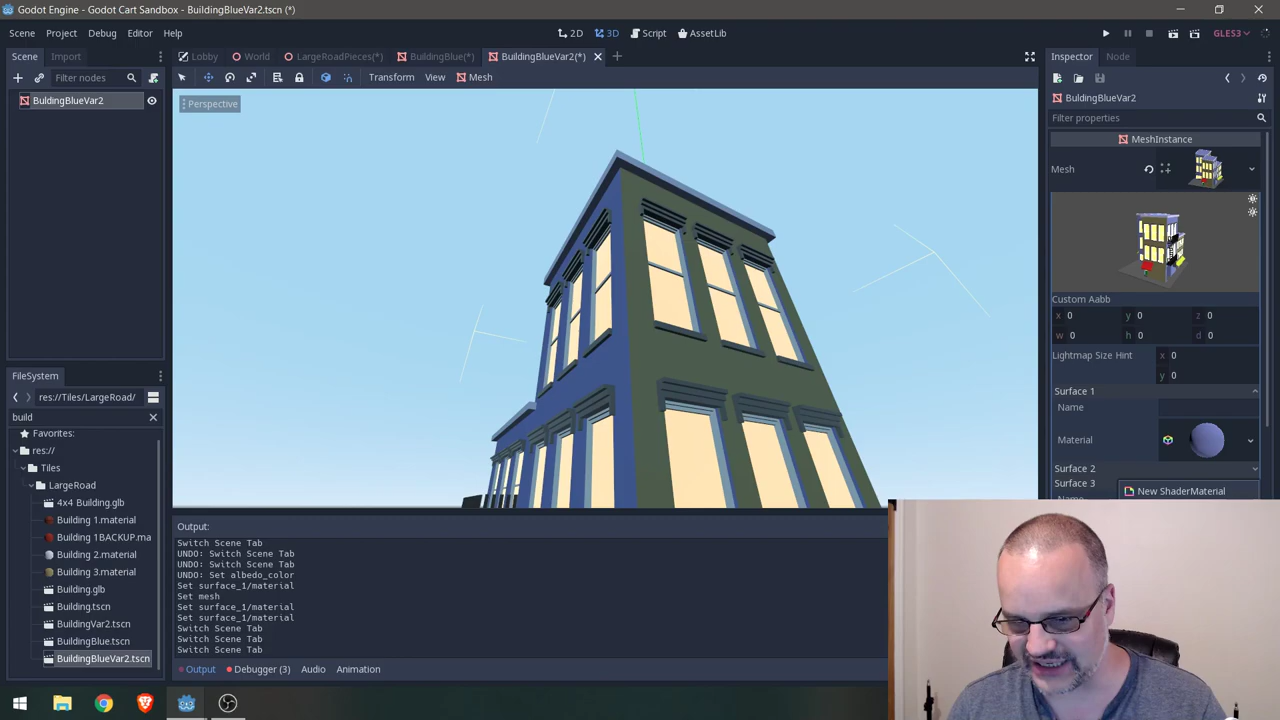 Godot Engine - Godot Cart Sandbox - BuildingBlueVar2.tscn (*)
Scene Project Debug Editor Help
2D 3D Script AssetLib
GLES3
Scene Import
Lobby World LargeRoadPieces(*) BuildingBlue(*) BuildingBlueVar2(*)
Inspector Node
Filter nodes
Transform View Mesh
BuldingBlueVar2
Perspective
BuldingBlueVar2
Filter properties
MeshInstance
Mesh
Custom Aabb
x 0 y 0 z 0
w 0 h 0 d 0
Lightmap Size Hint x 0
y 0
Surface 1
Name
Material
Surface 2
Surface 3
New ShaderMaterial
FileSystem
res://Tiles/LargeRoad/
build
Favorites:
res://
Tiles
LargeRoad
4x4 Building.glb
Building 1.material
Building 1BACKUP.ma
Building 2.material
Building 3.material
Building.glb
Building.tscn
BuildingVar2.tscn
BuildingBlue.tscn
BuildingBlueVar2.tscn
Output:
Switch Scene Tab
UNDO: Switch Scene Tab
UNDO: Switch Scene Tab
UNDO: Set albedo_color
Set surface_1/material
Set mesh
Set surface_1/material
Set surface_1/material
Switch Scene Tab
Switch Scene Tab
Switch Scene Tab
Output Debugger (3) Audio Animation